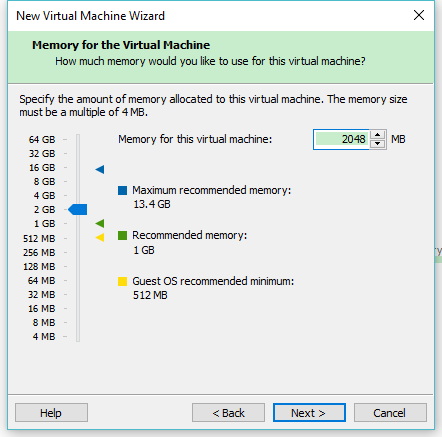 New Virtual Machine Wizard
Memory for the Virtual Machine
How much memory would you like to use for this virtual machine?
Specify the amount of memory allocated to this virtual machine. The memory size
must be a multiple of 4 MB.
64 GB
32 GB
16 GB
8 GB
4 GB
2 GB
1 GB
512 MB
256 MB
128 MB
64 MB
32 MB
16 MB
8 MB
4 MB
Memory for this virtual machine: 2048 MB
Maximum recommended memory:
13.4 GB
Recommended memory:
1 GB
Guest OS recommended minimum:
512 MB
Help
< Back
Next >
Cancel